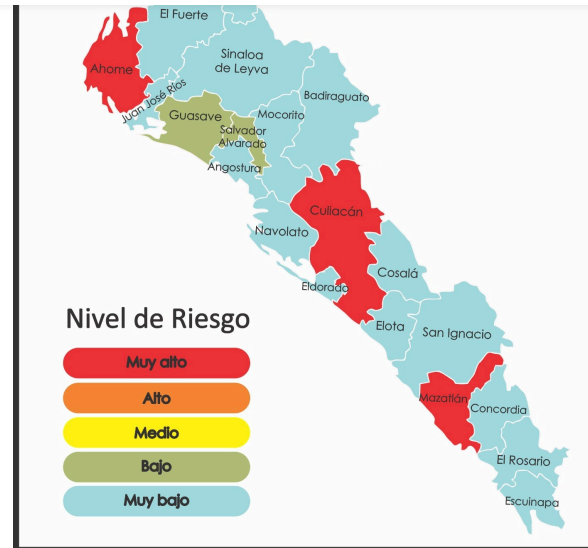 El Fuerte
Ahome
Sinaloa
de Leyva
Juan José Ríos
Badiraguato
Guasave
Mocorito
Salvador
Alvarado
Angostura
Culiacán
Navolato
Cosalá
Eldorado
Elota
San Ignacio
Mazatlán
Concordia
El Rosario
Escuinapa
Nivel de Riesgo
Muy alto
Alto
Medio
Bajo
Muy bajo